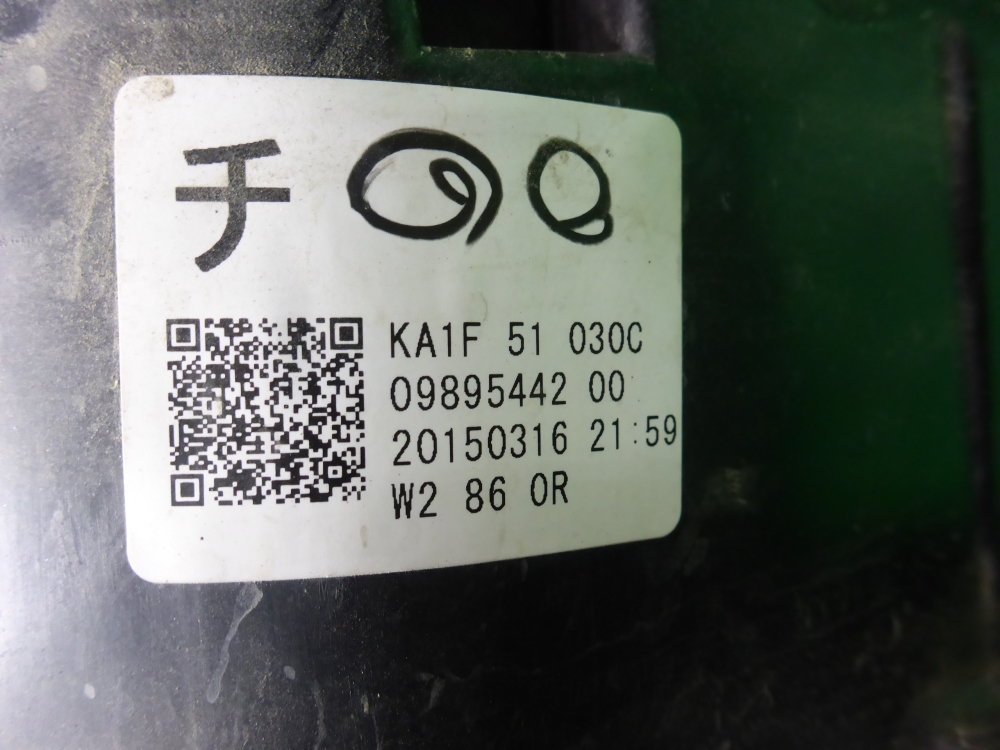 チ
KA1F 51 030C
09895442 00
20150316 21:59
W2 86 0R